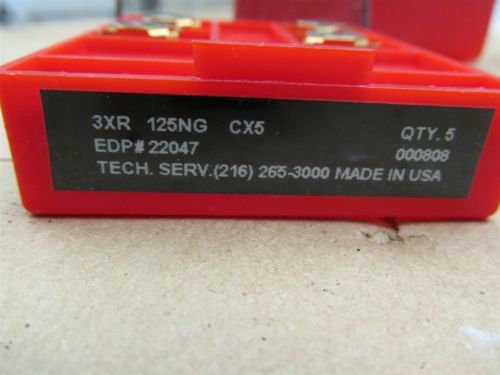 3XR 125NG CX5 QTY. 5
EDP# 22047 000808
TECH. SERV.(216) 265-3000 MADE IN USA